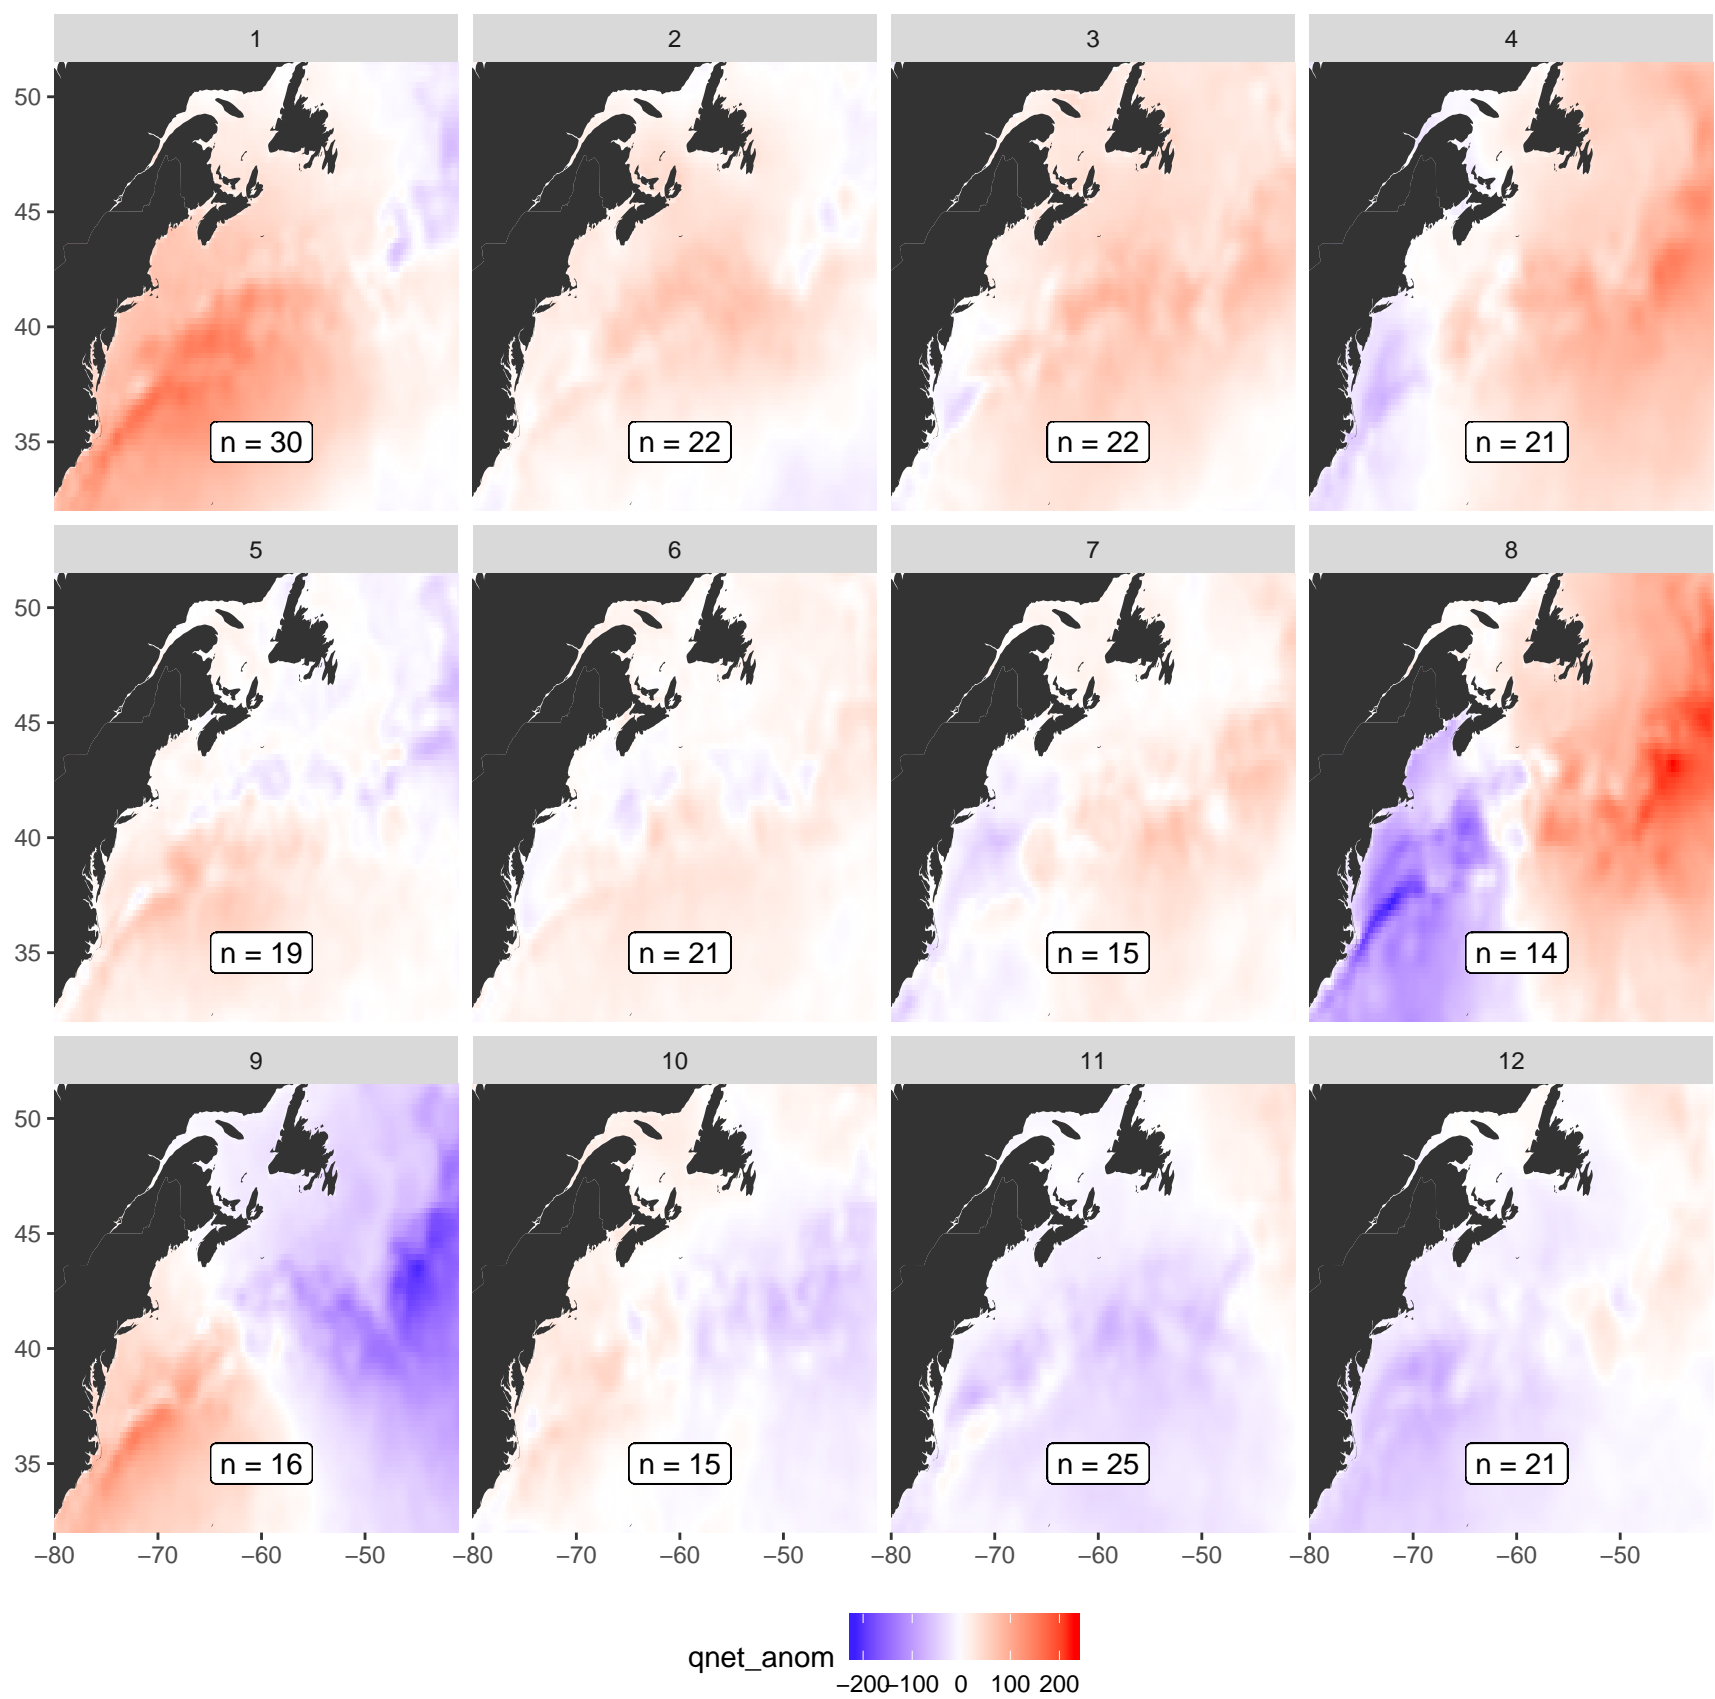 1 2 3 4
50
45
40
35
n = 30 n = 22 n = 22 n = 21
5 6 7 8
50
45
40
35
n = 19 n = 21 n = 15 n = 14
9 10 11 12
50
45
40
35
n = 16 n = 15 n = 25 n = 21
−80 −70 −60 −50 −80 −70 −60 −50 −80 −70 −60 −50 −80 −70 −60 −50
qnet_anom
−200 −100 0 100 200